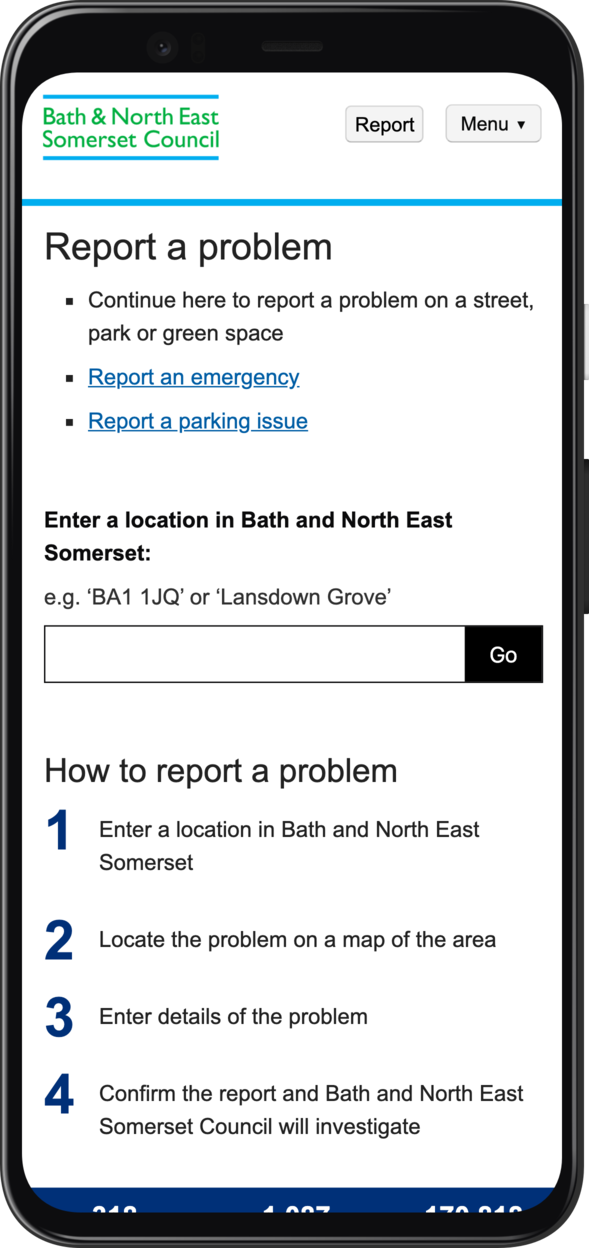 Bath & North East
Somerset Council
Report
Menu ▼
Report a problem
▪ Continue here to report a problem on a street,
park or green space
▪ Report an emergency
▪ Report a parking issue
Enter a location in Bath and North East
Somerset:
e.g. ‘BA1 1JQ’ or ‘Lansdown Grove’
Go
How to report a problem
1 Enter a location in Bath and North East
Somerset
2 Locate the problem on a map of the area
3 Enter details of the problem
4 Confirm the report and Bath and North East
Somerset Council will investigate